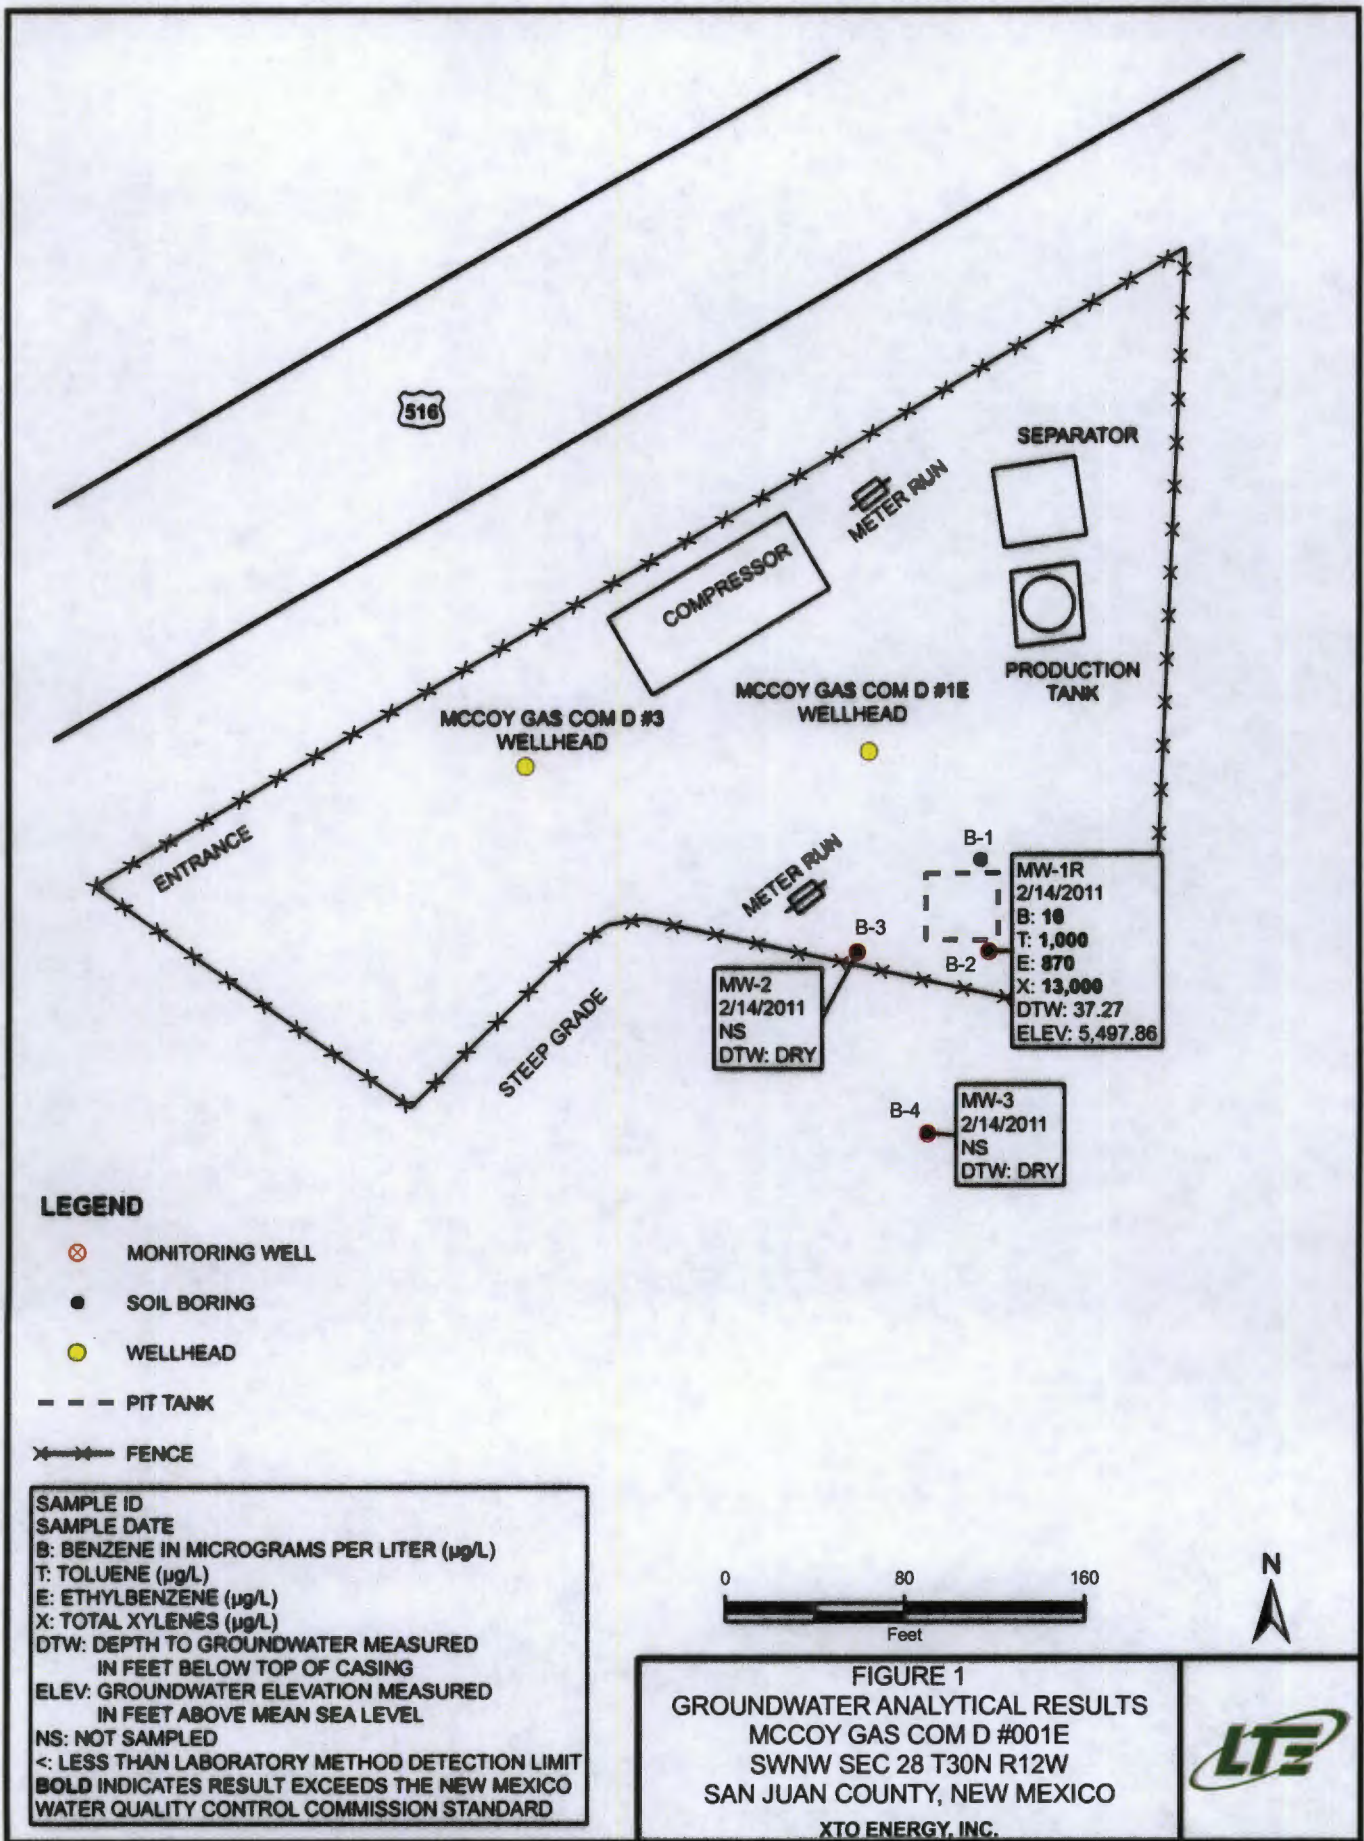 516
SEPARATOR
METER RUN
COMPRESSOR
PRODUCTION
TANK
MCCOY GAS COM D #1E
WELLHEAD
MCCOY GAS COM D #3
WELLHEAD
ENTRANCE
METER RUN
B-1
B-3
B-2
MW-1R
2/14/2011
B: 16
T: 1,000
E: 870
X: 13,000
DTW: 37.27
ELEV: 5,497.86
MW-2
2/14/2011
NS
DTW: DRY
STEEP GRADE
B-4
MW-3
2/14/2011
NS
DTW: DRY
LEGEND
MONITORING WELL
SOIL BORING
WELLHEAD
PIT TANK
FENCE
SAMPLE ID
SAMPLE DATE
B: BENZENE IN MICROGRAMS PER LITER (µg/L)
T: TOLUENE (µg/L)
E: ETHYLBENZENE (µg/L)
X: TOTAL XYLENES (µg/L)
DTW: DEPTH TO GROUNDWATER MEASURED
IN FEET BELOW TOP OF CASING
ELEV: GROUNDWATER ELEVATION MEASURED
IN FEET ABOVE MEAN SEA LEVEL
NS: NOT SAMPLED
<: LESS THAN LABORATORY METHOD DETECTION LIMIT
BOLD INDICATES RESULT EXCEEDS THE NEW MEXICO
WATER QUALITY CONTROL COMMISSION STANDARD
0 80 160
Feet
N
FIGURE 1
GROUNDWATER ANALYTICAL RESULTS
MCCOY GAS COM D #001E
SWNW SEC 28 T30N R12W
SAN JUAN COUNTY, NEW MEXICO
XTO ENERGY, INC.
LTE